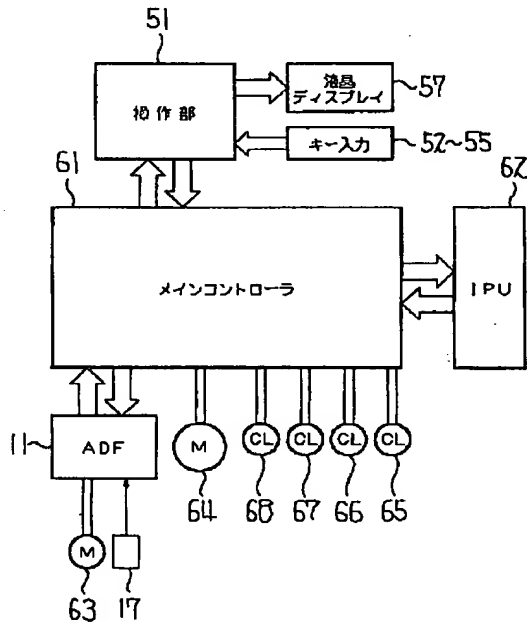 51
操作部
液晶
ディスプレイ
57
キー入力
52~55
61
62
メインコントローラ
IPU
11
ADF
M
CL
CL
CL
CL
64
68
67
66
65
M
63
17